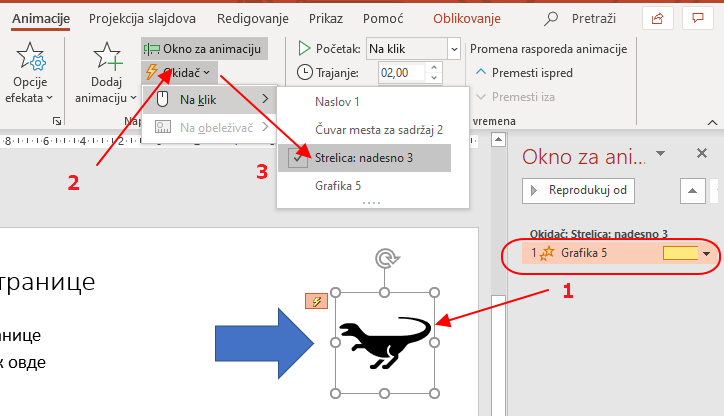 Animacije Projekcija slajdova Redigovanje Prikaz Pomoć Oblikovanje Pretraži
Opcije
efekata
Dodaj
animaciju
Okno za animaciju
Okidač
Početak: Na klik
Trajanje: 02,00
Promena rasporeda animacije
Premesti ispred
Premesti iza
vremena
Na klik
Na obeleživač
Naslov 1
Čuvar mesta za sadržaj 2
Strelica: nadesno 3
Grafika 5
2
3
Okno za ani...
Reprodukuj od
Okidač: Strelica: nadesno 3
1 Grafika 5
1
транице
анице
к овде